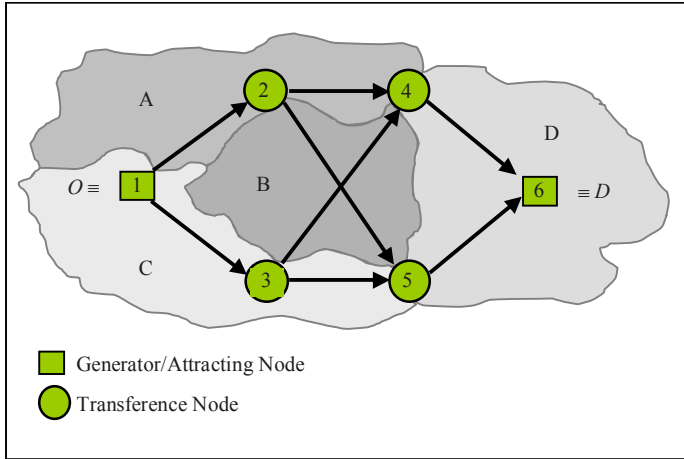 A
2
4
D
B
O ≡ 1
6 ≡ D
C
3
5
Generator/Attracting Node
Transference Node